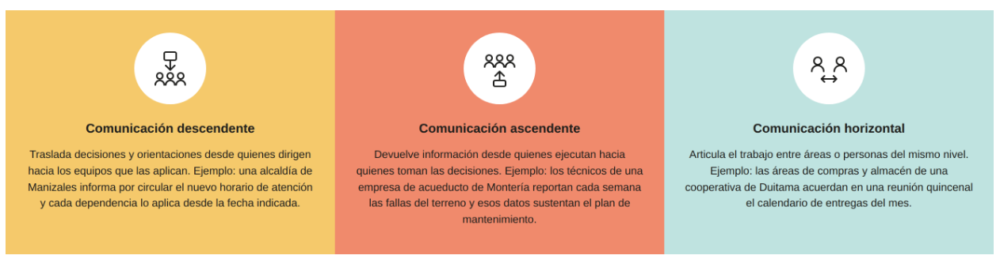 Comunicación descendente
Traslada decisiones y orientaciones desde quienes dirigen
hacia los equipos que las aplican. Ejemplo: una alcaldía de
Manizales informa por circular el nuevo horario de atención
y cada dependencia lo aplica desde la fecha indicada.
Comunicación ascendente
Devuelve información desde quienes ejecutan hacia
quienes toman las decisiones. Ejemplo: los técnicos de una
empresa de acueducto de Montería reportan cada semana
las fallas del terreno y esos datos sustentan el plan de
mantenimiento.
Comunicación horizontal
Articula el trabajo entre áreas o personas del mismo nivel.
Ejemplo: las áreas de compras y almacén de una
cooperativa de Duitama acuerdan en una reunión quincenal
el calendario de entregas del mes.